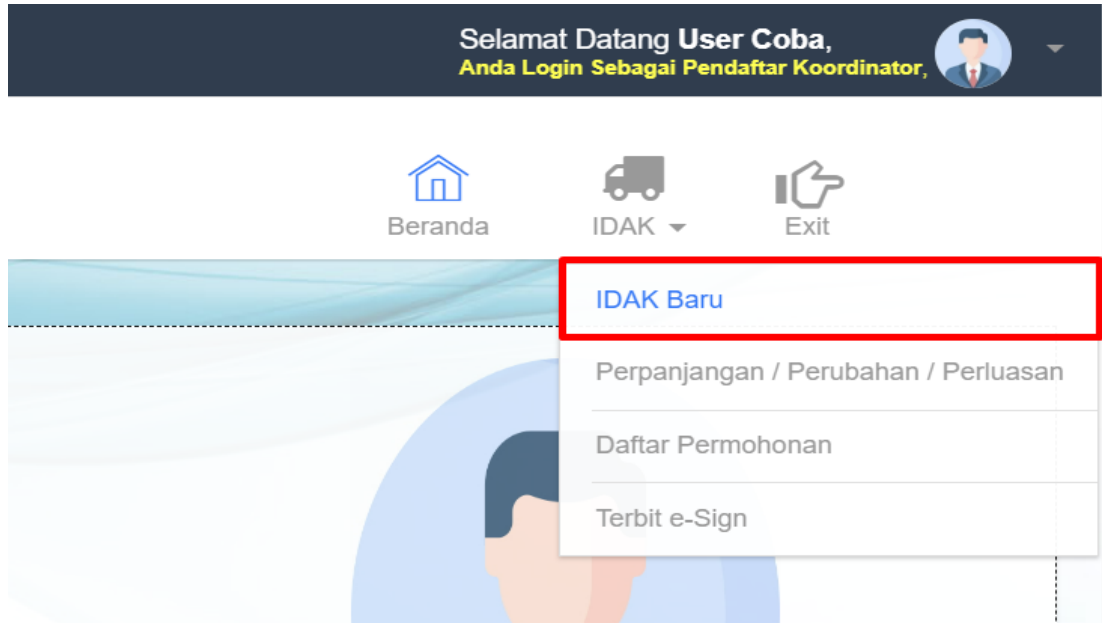 Selamat Datang User Coba,
Anda Login Sebagai Pendaftar Koordinator,
Beranda
IDAK
Exit
IDAK Baru
Perpanjangan / Perubahan / Perluasan
Daftar Permohonan
Terbit e-Sign